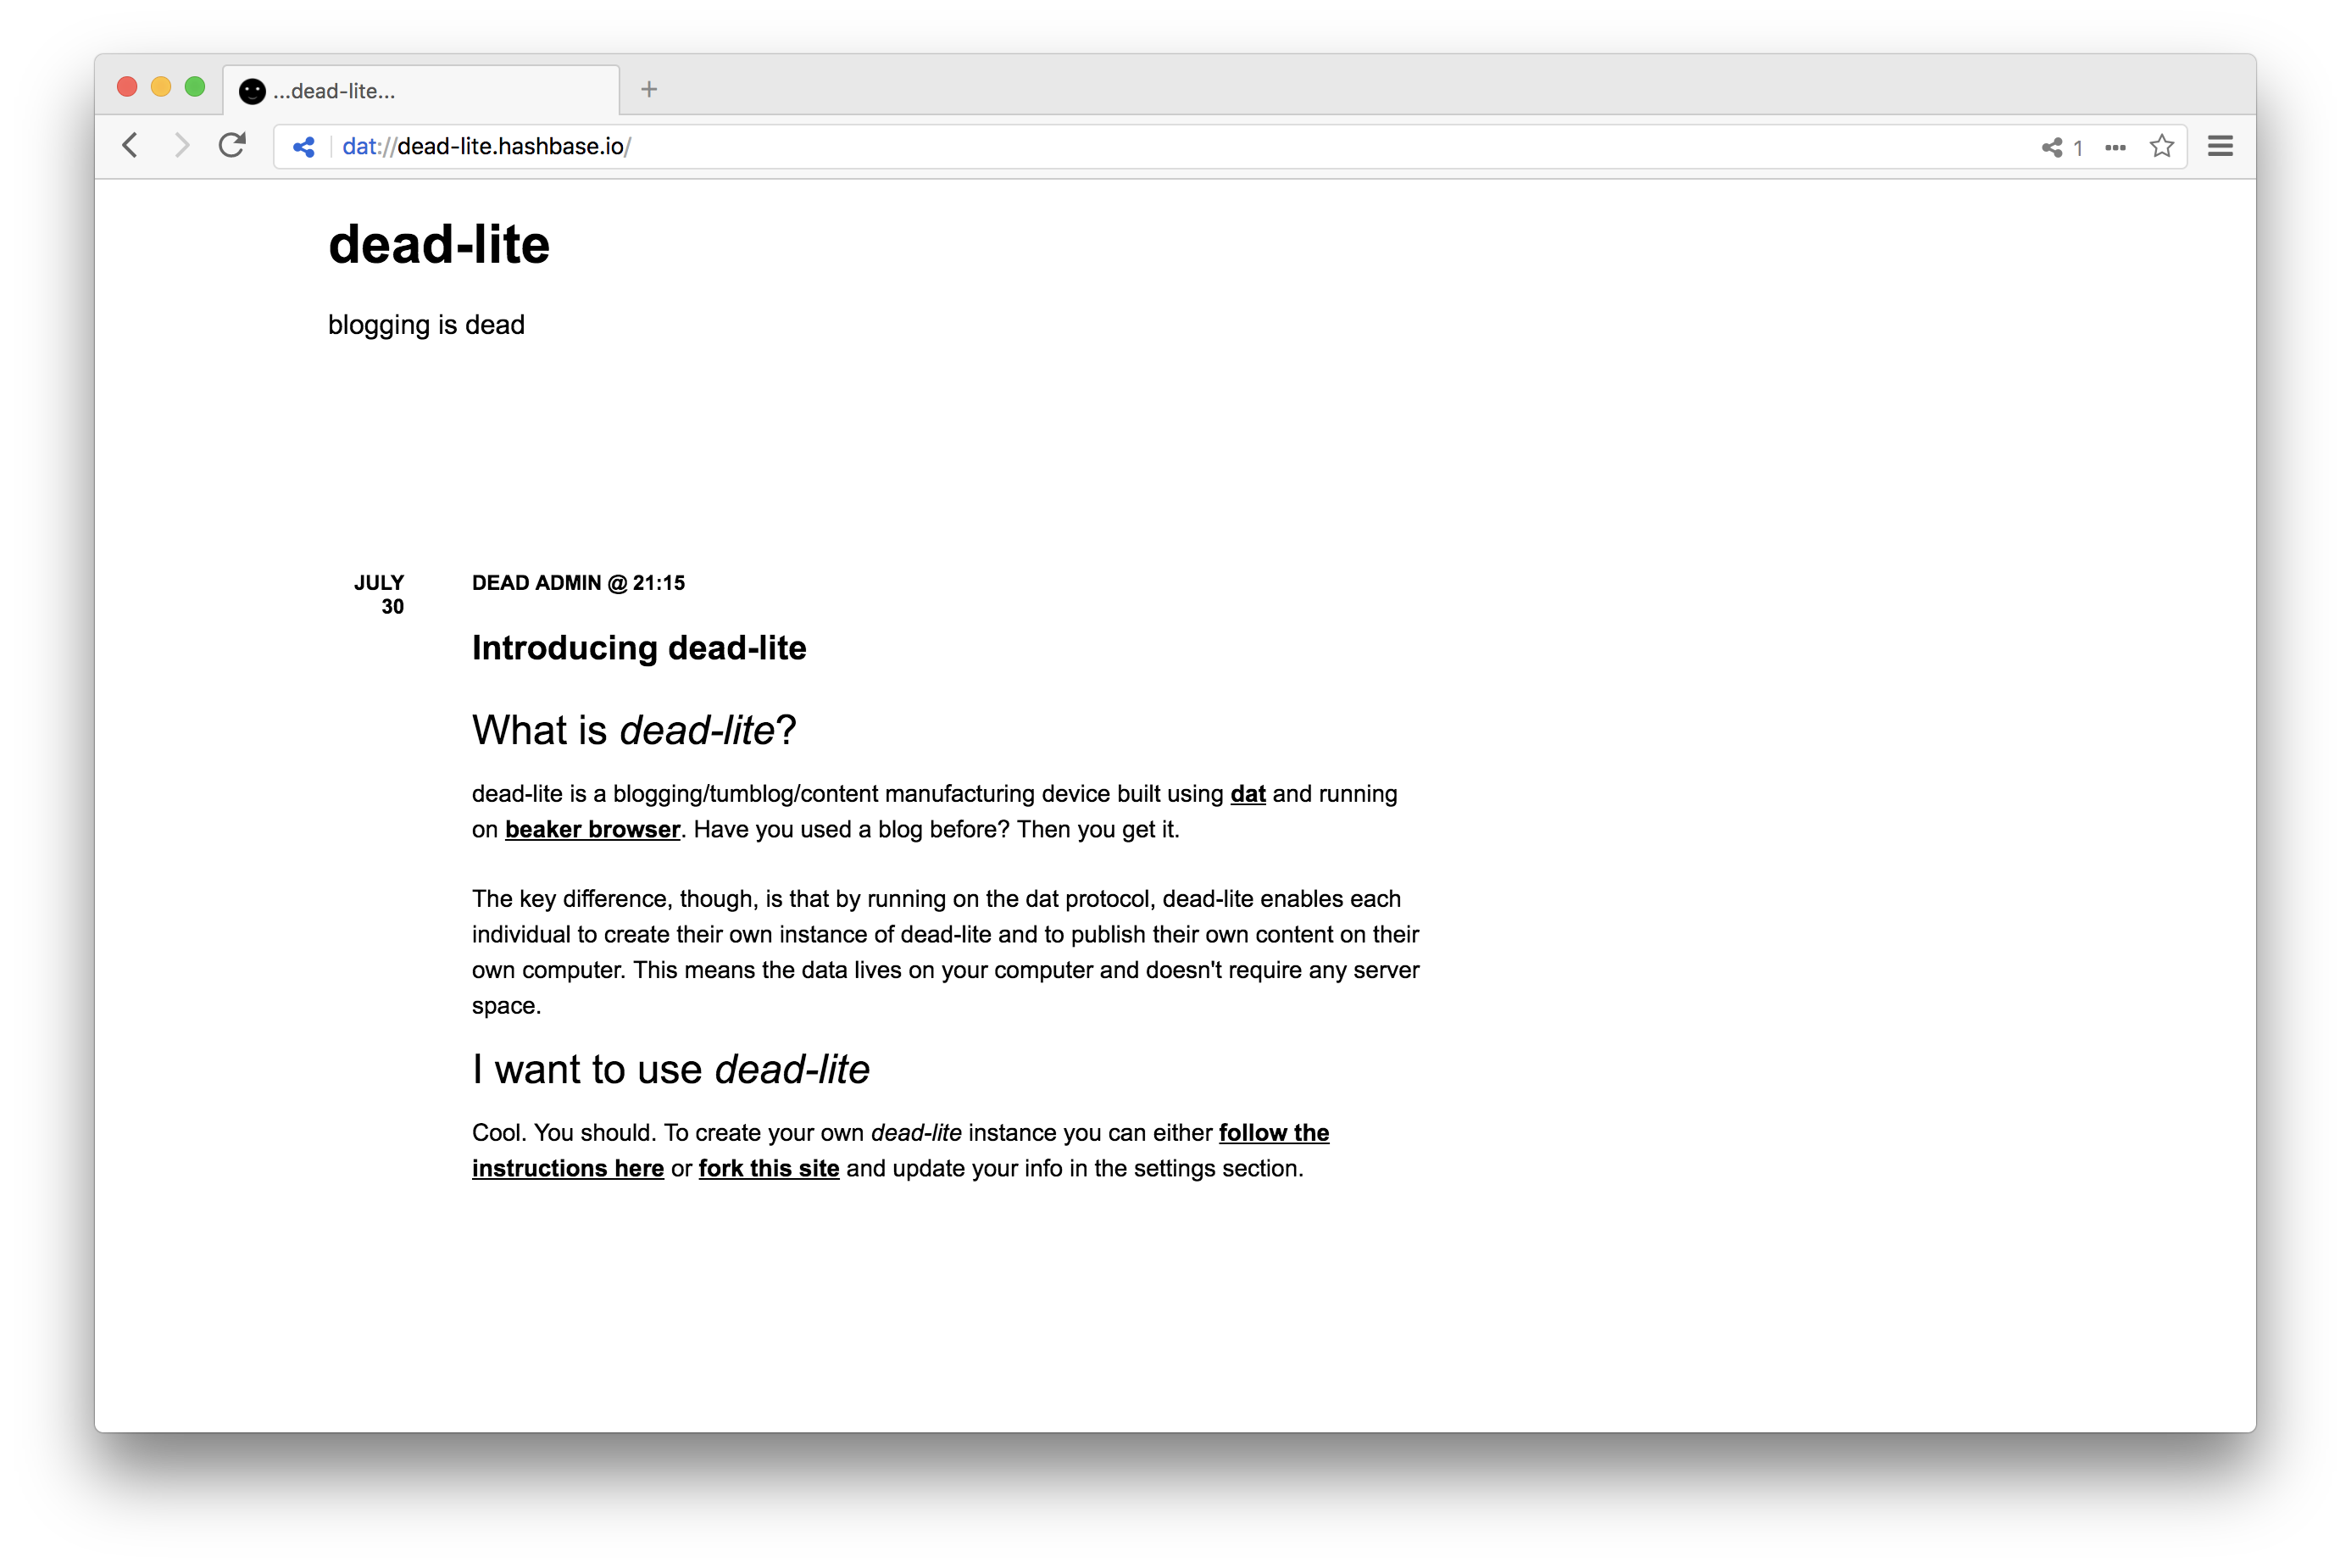 ...dead-lite...
dat://dead-lite.hashbase.io/
1
dead-lite
blogging is dead
JULY
30
DEAD ADMIN @ 21:15
Introducing dead-lite
What is dead-lite?
dead-lite is a blogging/tumblog/content manufacturing device built using dat and running
on beaker browser. Have you used a blog before? Then you get it.
The key difference, though, is that by running on the dat protocol, dead-lite enables each
individual to create their own instance of dead-lite and to publish their own content on their
own computer. This means the data lives on your computer and doesn't require any server
space.
I want to use dead-lite
Cool. You should. To create your own dead-lite instance you can either follow the
instructions here or fork this site and update your info in the settings section.